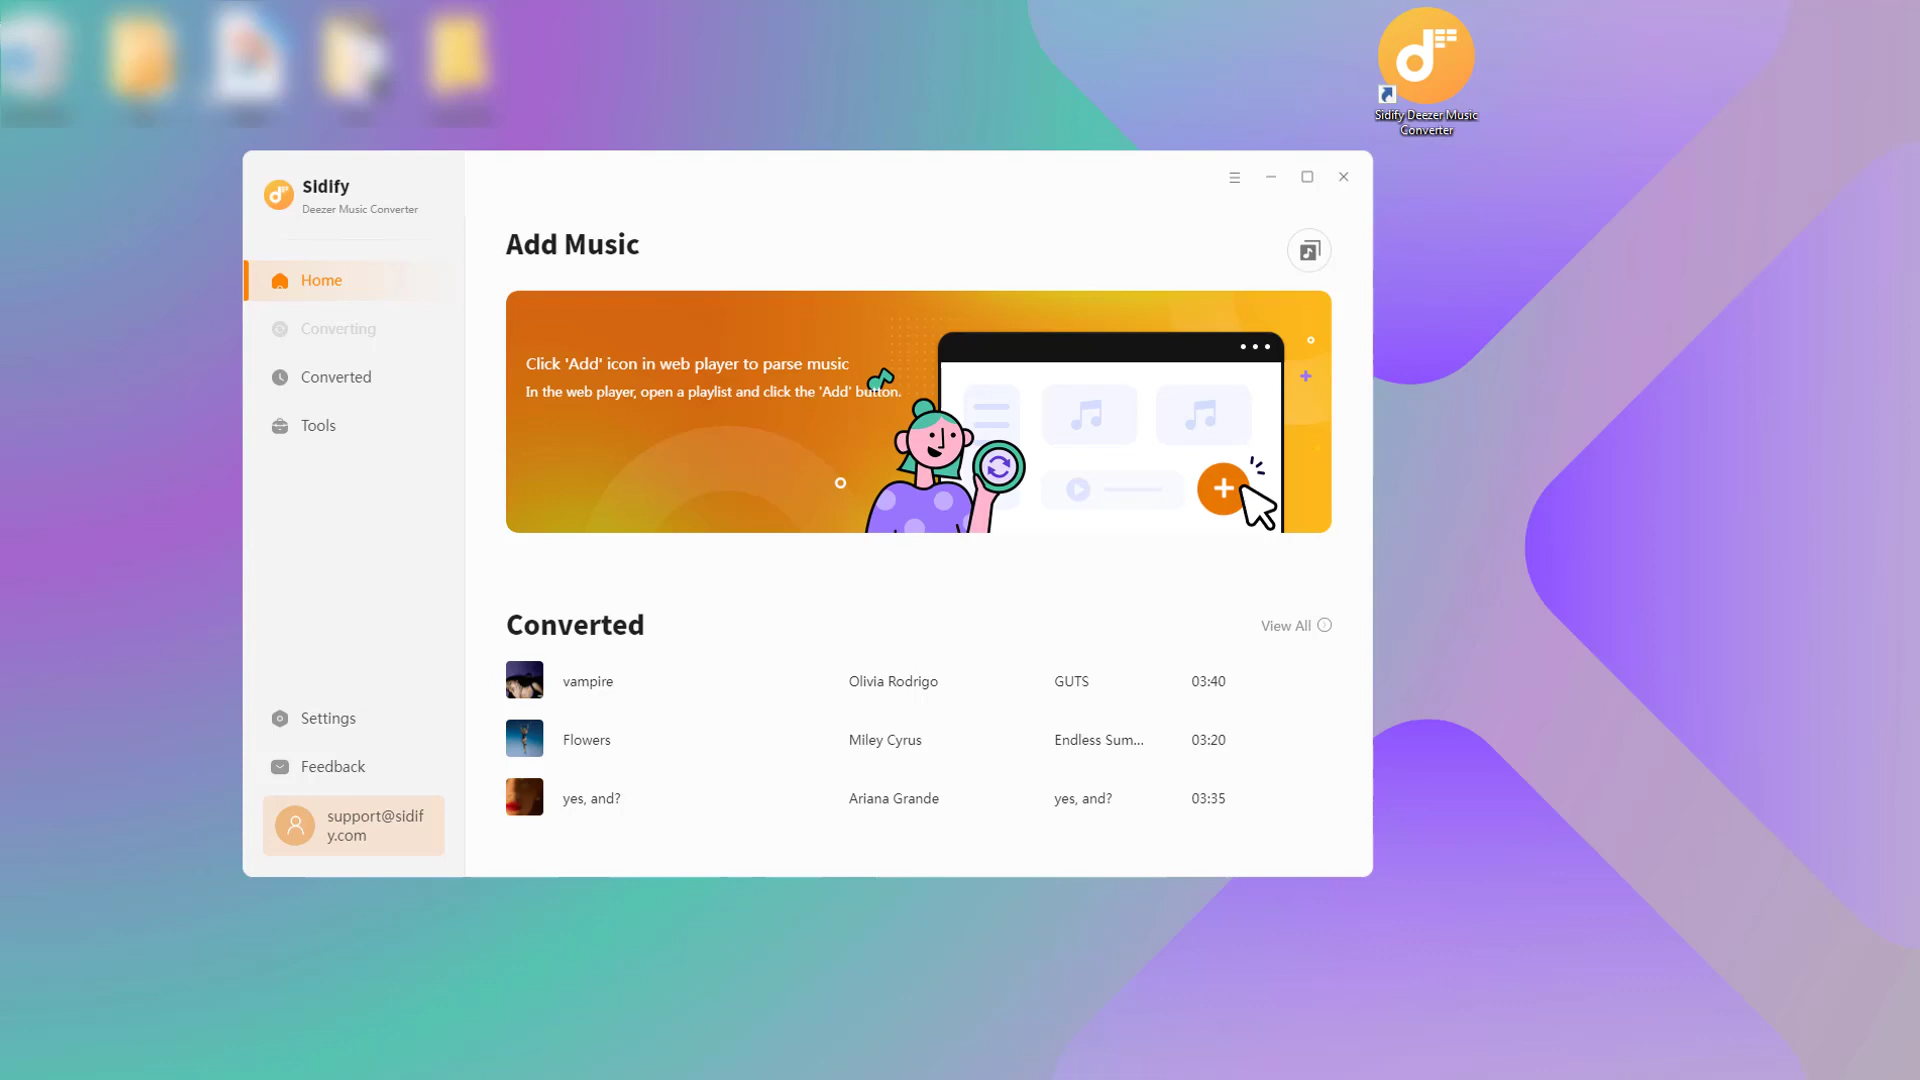 Sidify Deezer Music
Converter
Sidify
Deezer Music Converter
Home
Converting
Converted
Tools
Settings
Feedback
support@sidif
y.com
Add Music
Click 'Add' icon in web player to parse music
In the web player, open a playlist and click the 'Add' button.
Converted
View All
vampire Olivia Rodrigo GUTS 03:40
Flowers Miley Cyrus Endless Sum... 03:20
yes, and? Ariana Grande yes, and? 03:35